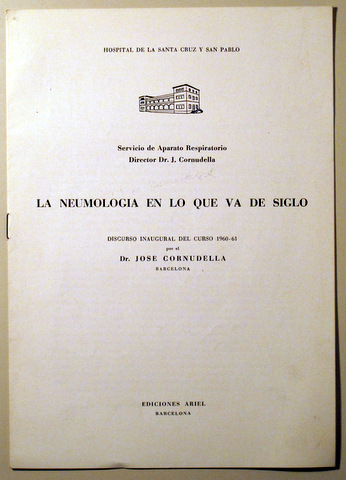 HOSPITAL DE LA SANTA CRUZ Y SAN PABLO
Servicio de Aparato Respiratorio
Director Dr. J. Cornudella
LA NEUMOLOGIA EN LO QUE VA DE SIGLO
DISCURSO INAUGURAL DEL CURSO 1960-61
por el
Dr. JOSE CORNUDELLA
BARCELONA
EDICIONES ARIEL
BARCELONA